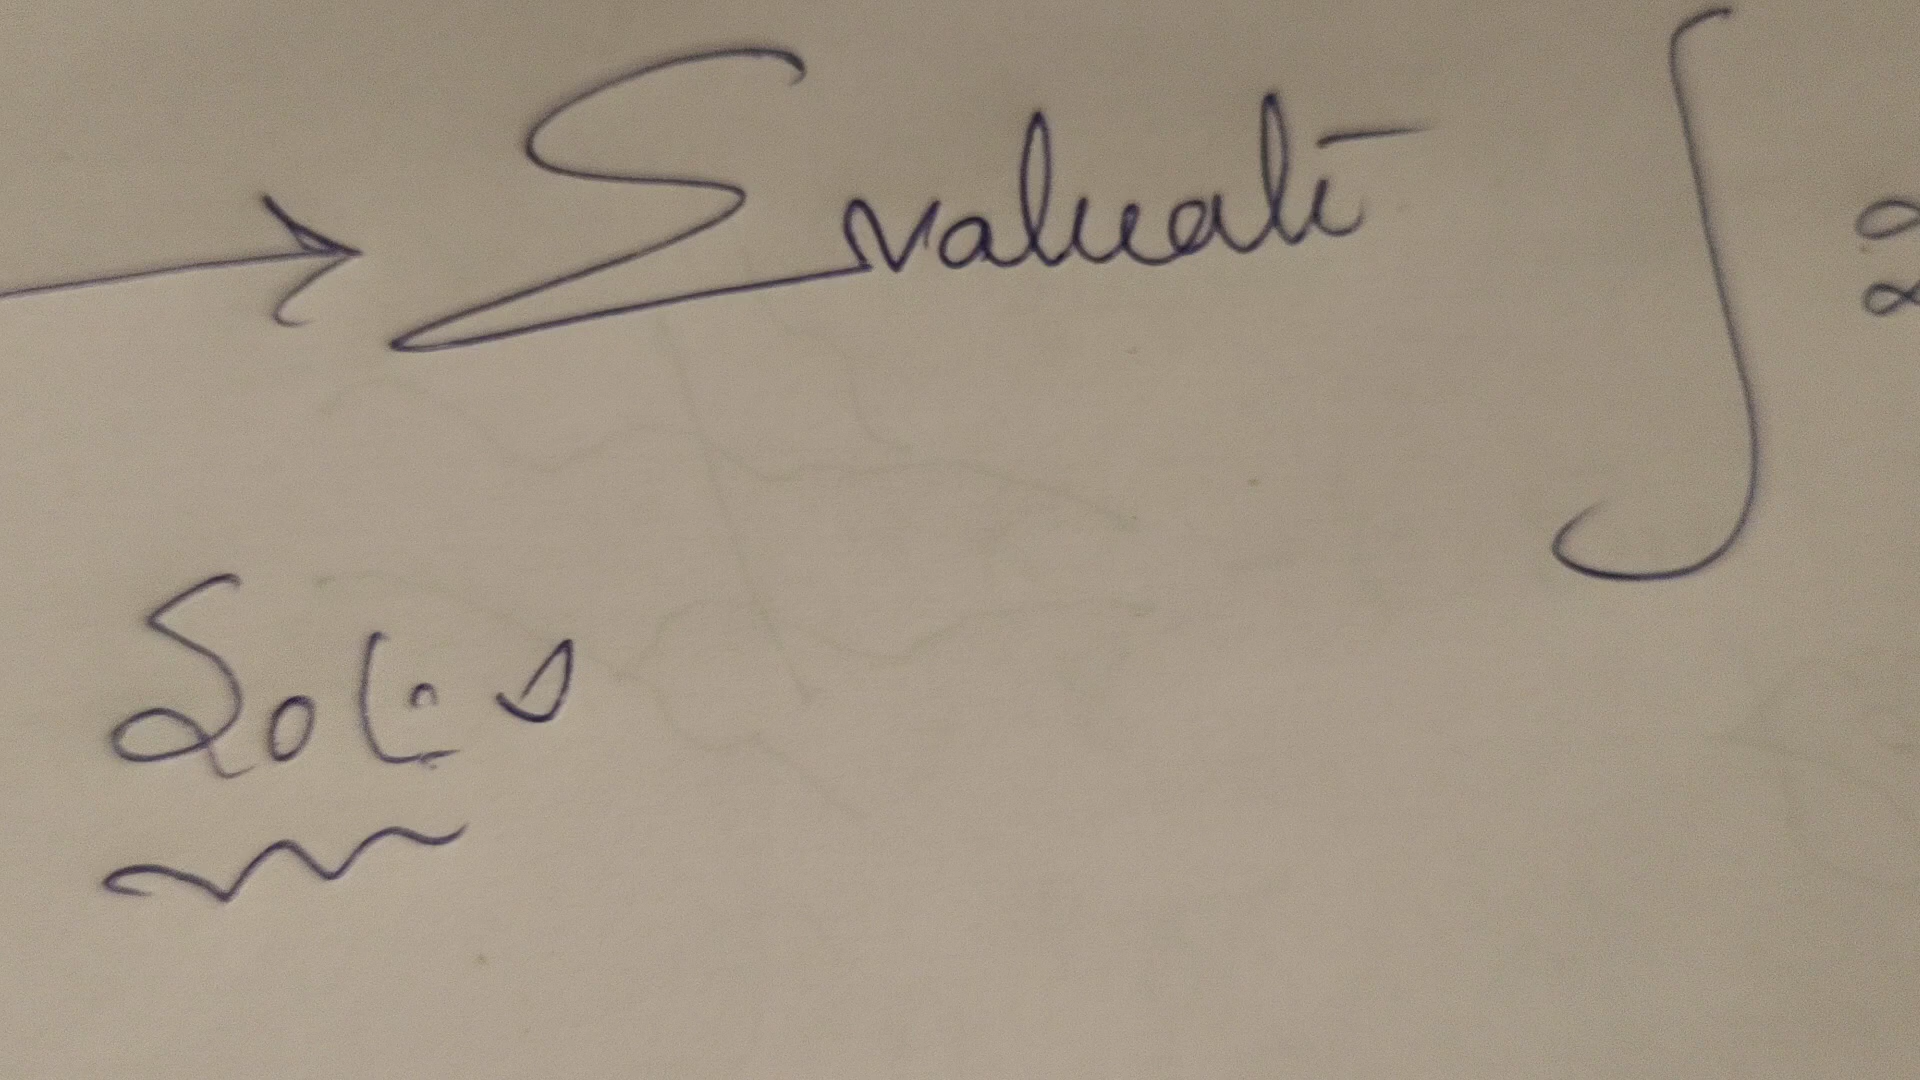 → Evaluate ∫
Sol: